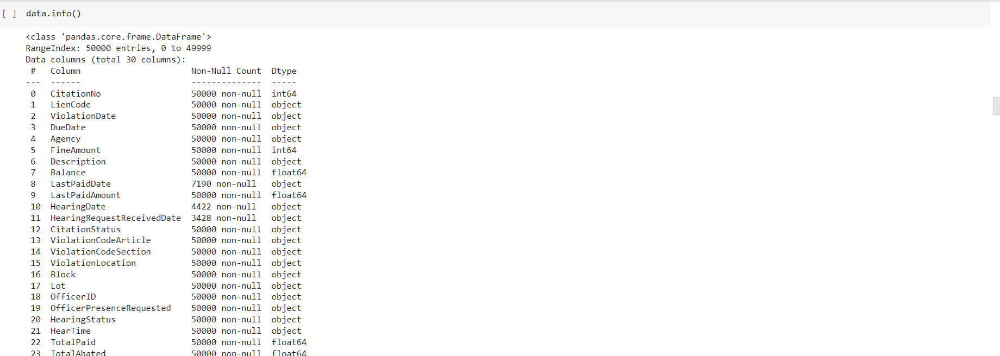 [ ] data.info()
<class 'pandas.core.frame.DataFrame'>
RangeIndex: 50000 entries, 0 to 49999
Data columns (total 30 columns):
 #   Column                      Non-Null Count  Dtype
---  ------                      --------------  -----
 0   CitationNo                  50000 non-null  int64
 1   LienCode                    50000 non-null  object
 2   ViolationDate               50000 non-null  object
 3   DueDate                     50000 non-null  object
 4   Agency                      50000 non-null  object
 5   FineAmount                  50000 non-null  int64
 6   Description                 50000 non-null  object
 7   Balance                     50000 non-null  float64
 8   LastPaidDate                7190 non-null   object
 9   LastPaidAmount              50000 non-null  float64
 10  HearingDate                 4422 non-null   object
 11  HearingRequestReceivedDate  3428 non-null   object
 12  CitationStatus              50000 non-null  object
 13  ViolationCodeArticle        50000 non-null  object
 14  ViolationCodeSection        50000 non-null  object
 15  ViolationLocation           50000 non-null  object
 16  Block                       50000 non-null  object
 17  Lot                         50000 non-null  object
 18  OfficerID                   50000 non-null  object
 19  OfficerPresenceRequested    50000 non-null  object
 20  HearingStatus               50000 non-null  object
 21  HearTime                    50000 non-null  object
 22  TotalPaid                   50000 non-null  float64
 23  TotalAbated                 50000 non-null  float64